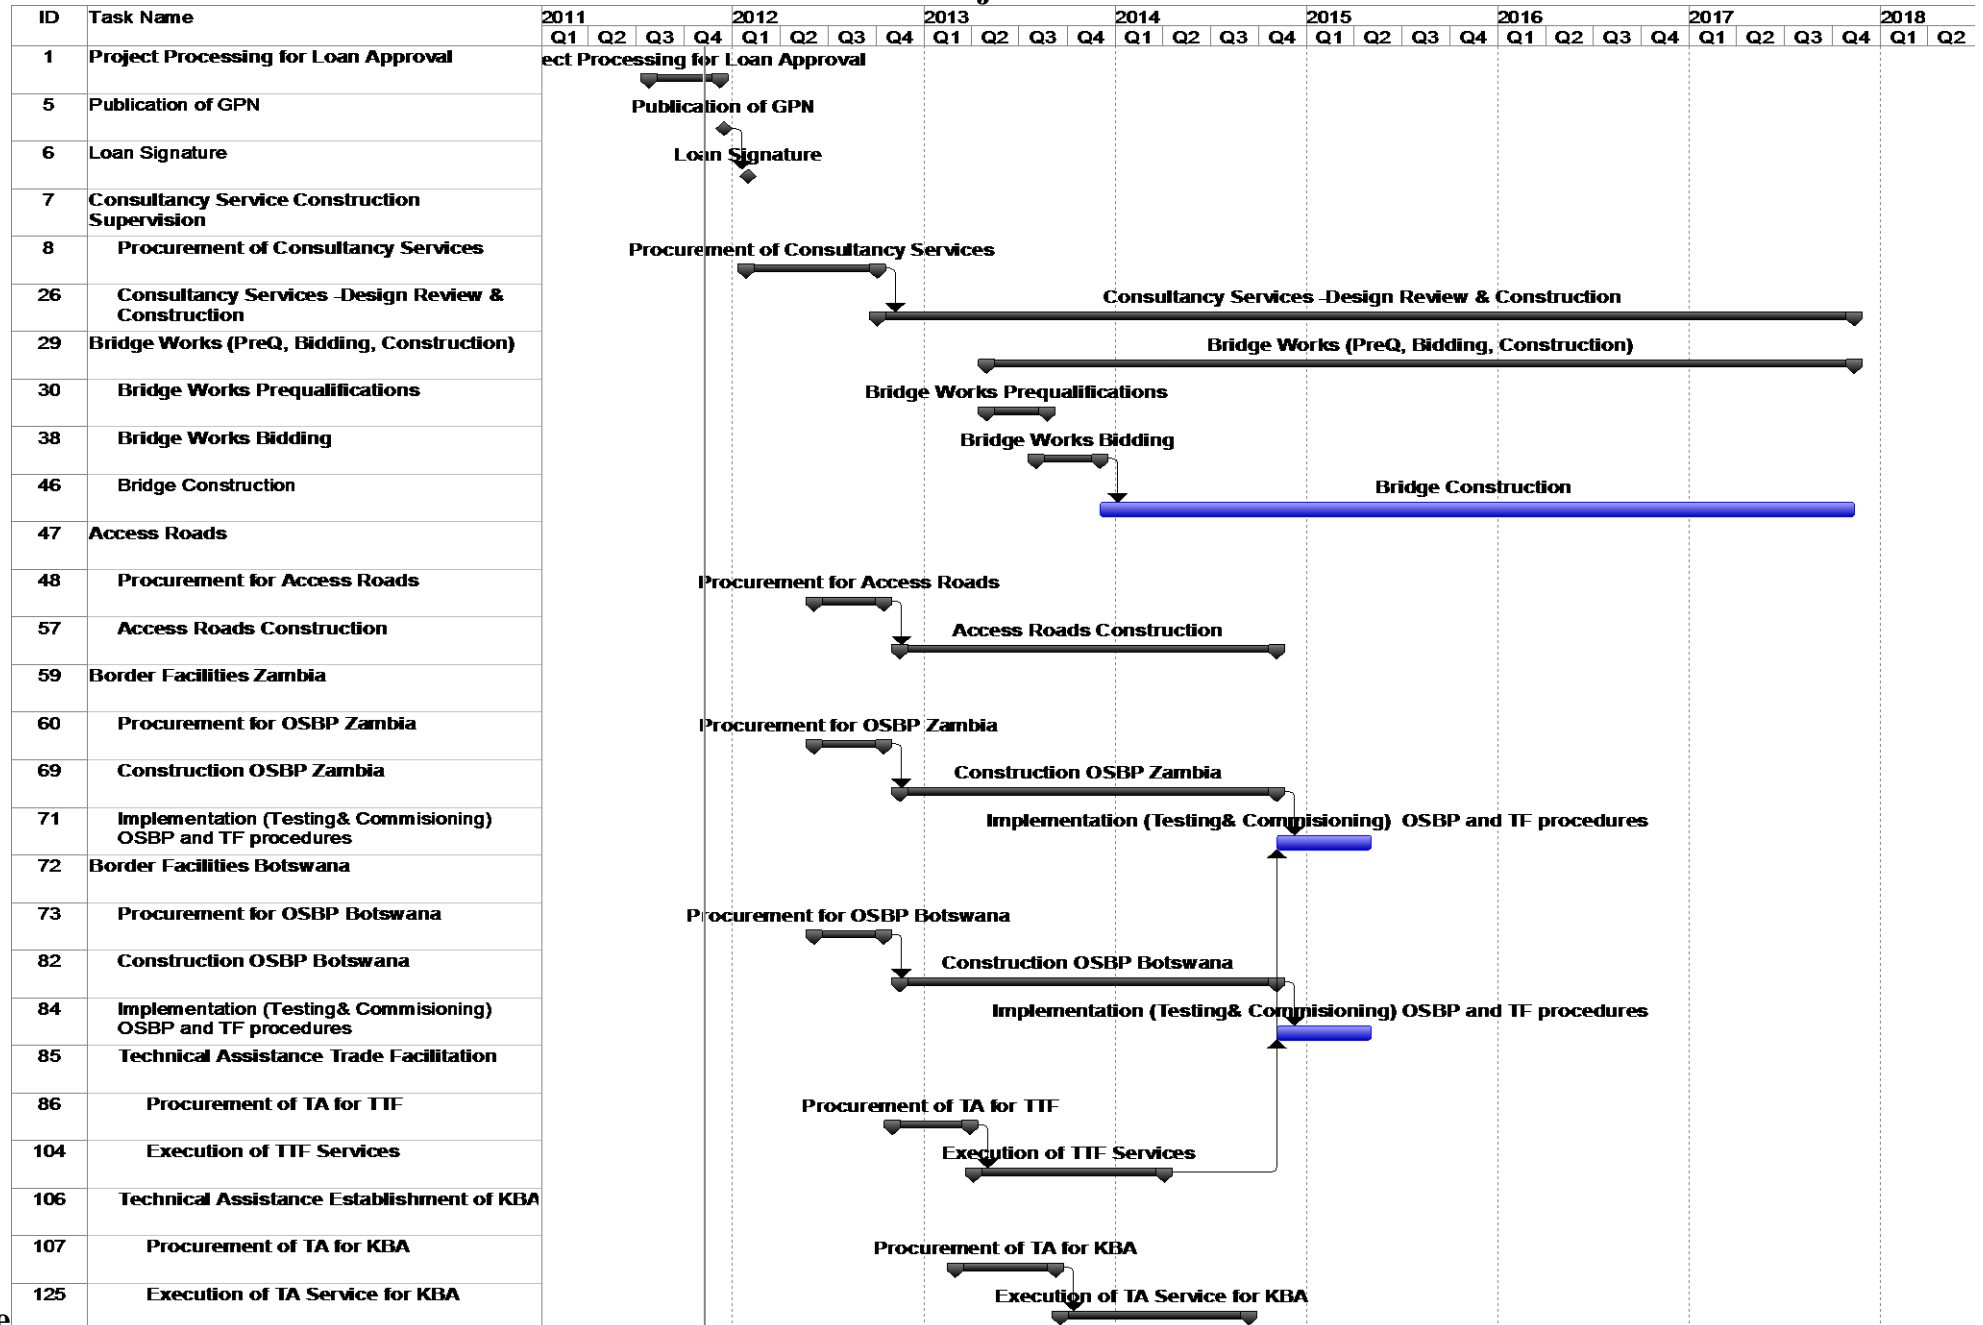 ID Task Name 2011 2012 2013 2014 2015 2016 2017 2018
Q1 Q2 Q3 Q4 Q1 Q2 Q3 Q4 Q1 Q2 Q3 Q4 Q1 Q2 Q3 Q4 Q1 Q2 Q3 Q4 Q1 Q2 Q3 Q4 Q1 Q2 Q3 Q4 Q1 Q2
1 Project Processing for Loan Approval ect Processing for Loan Approval
5 Publication of GPN Publication of GPN
6 Loan Signature Loan Signature
7 Consultancy Service Construction
Supervision
8 Procurement of Consultancy Services Procurement of Consultancy Services
26 Consultancy Services -Design Review & Consultancy Services -Design Review & Construction
Construction
29 Bridge Works (PreQ, Bidding, Construction) Bridge Works (PreQ, Bidding, Construction)
30 Bridge Works Prequalifications Bridge Works Prequalifications
38 Bridge Works Bidding Bridge Works Bidding
46 Bridge Construction Bridge Construction
47 Access Roads
48 Procurement for Access Roads Procurement for Access Roads
57 Access Roads Construction Access Roads Construction
59 Border Facilities Zambia
60 Procurement for OSBP Zambia Procurement for OSBP Zambia
69 Construction OSBP Zambia Construction OSBP Zambia
71 Implementation (Testing& Commisioning) Implementation (Testing& Commisioning) OSBP and TF procedures
OSBP and TF procedures
72 Border Facilities Botswana
73 Procurement for OSBP Botswana Procurement for OSBP Botswana
82 Construction OSBP Botswana Construction OSBP Botswana
84 Implementation (Testing& Commisioning) Implementation (Testing& Commisioning) OSBP and TF procedures
OSBP and TF procedures
85 Technical Assistance Trade Facilitation
86 Procurement of TA for TTF Procurement of TA for TTF
104 Execution of TTF Services Execution of TTF Services
106 Technical Assistance Establishment of KBA
107 Procurement of TA for KBA Procurement of TA for KBA
125 Execution of TA Service for KBA Execution of TA Service for KBA
e